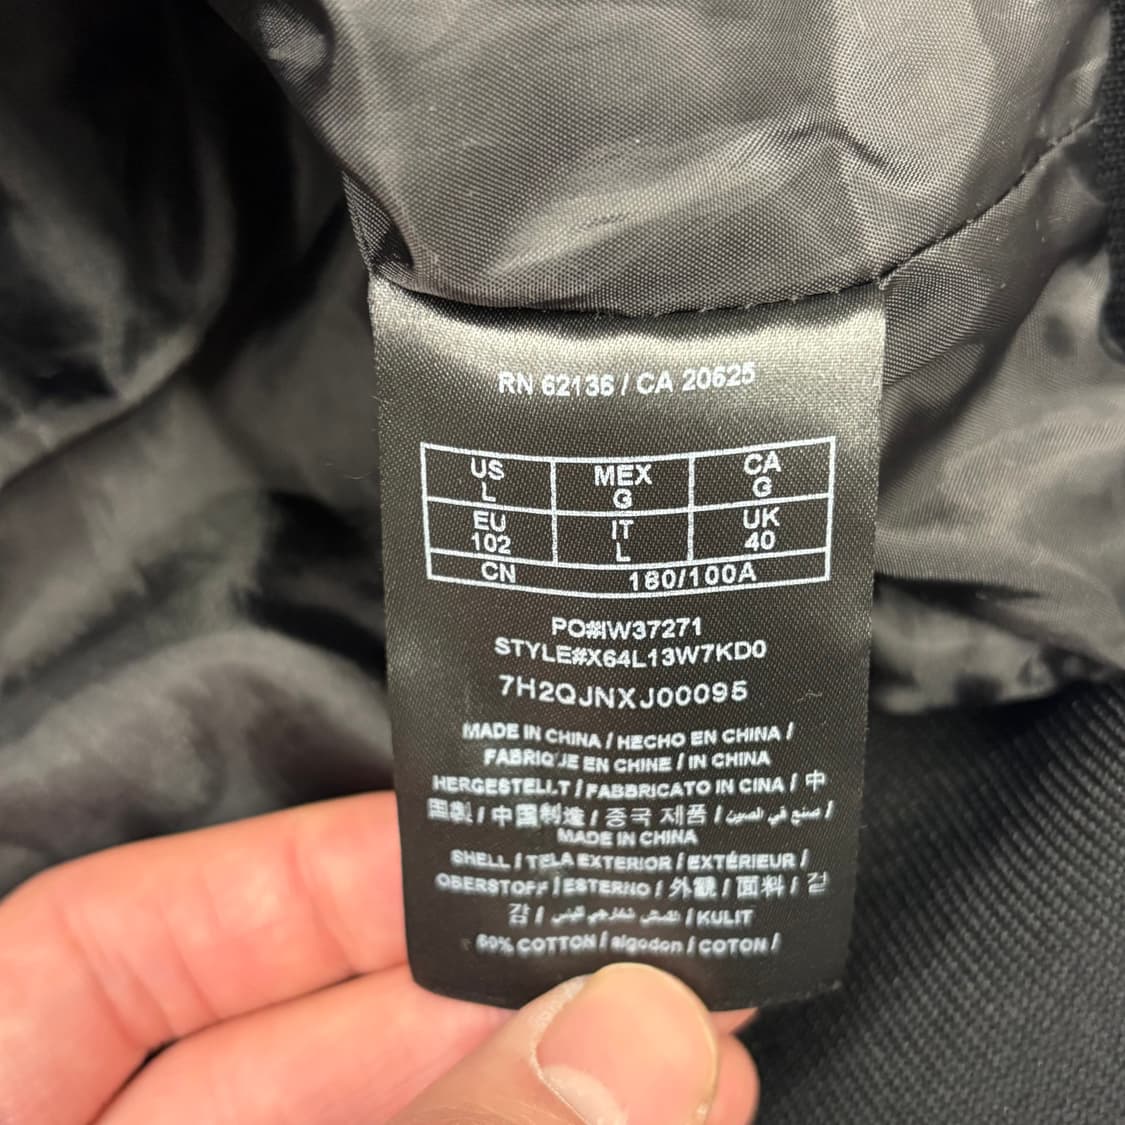 RN 62136 / CA 20625
US MEX CA
L G G
EU IT UK
102 L 40
CN 180/100A
PO#IW37271
STYLE#X64L13W7KD0
7H2QJNXJ00095
MADE IN CHINA / HECHO EN CHINA /
FABRIQUE EN CHINE / IN CHINA
HERGESTELLT / FABBRICATO IN CINA / 中
国製 / 中国制造 / 중국 제품 / صنع في الصين /
MADE IN CHINA
SHELL / TELA EXTERIOR / EXTÉRIEUR /
OBERSTOFF / ESTERNO / 外観 / 面料 / 겉
감 / / KULIT
60% COTTON / algodon / COTON /